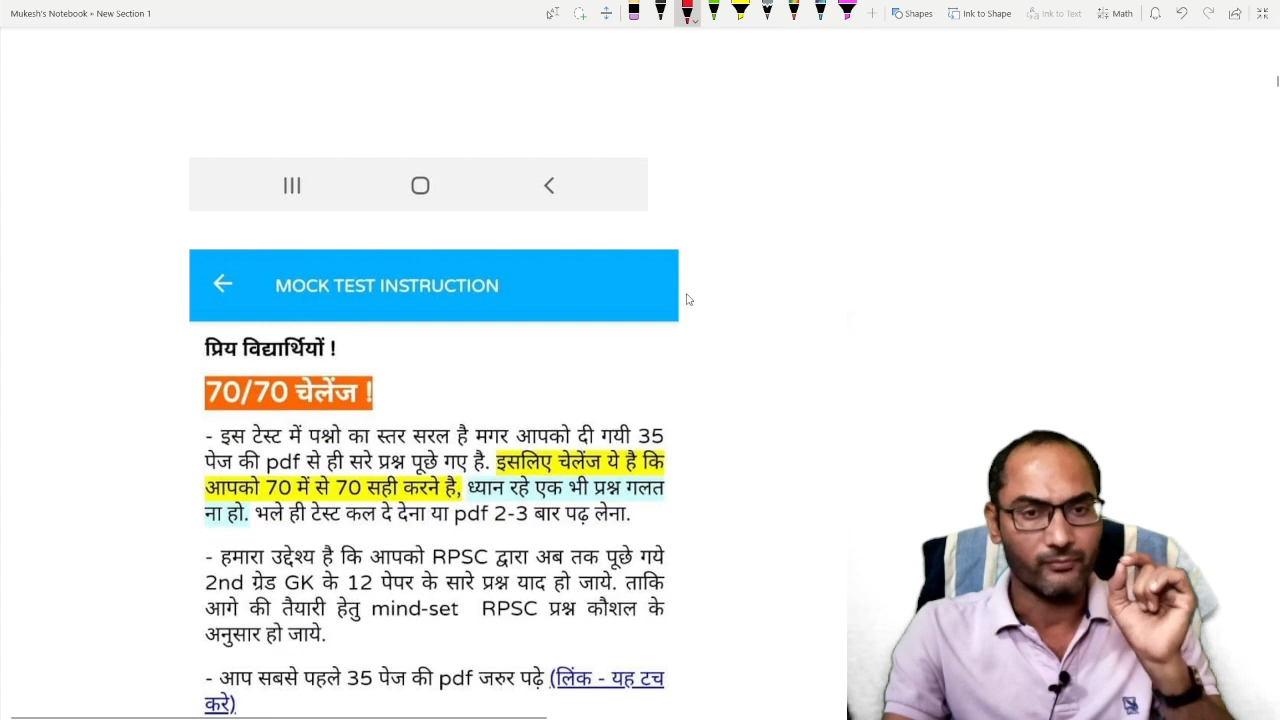 Mukesh's Notebook » New Section 1
Shapes
Ink to Shape
Ink to Text
Math
MOCK TEST INSTRUCTION
प्रिय विद्यार्थियों !
70/70 चेलेंज !
- इस टेस्ट में पश्नो का स्तर सरल है मगर आपको दी गयी 35
पेज की pdf से ही सरे प्रश्न पूछे गए है. इसलिए चेलेंज ये है कि
आपको 70 में से 70 सही करने है, ध्यान रहे एक भी प्रश्न गलत
ना हो. भले ही टेस्ट कल दे देना या pdf 2-3 बार पढ़ लेना.
- हमारा उद्देश्य है कि आपको RPSC द्वारा अब तक पूछे गये
2nd ग्रेड GK के 12 पेपर के सारे प्रश्न याद हो जाये. ताकि
आगे की तैयारी हेतु mind-set RPSC प्रश्न कौशल के
अनुसार हो जाये.
- आप सबसे पहले 35 पेज की pdf जरुर पढ़े (लिंक - यह टच
करे)